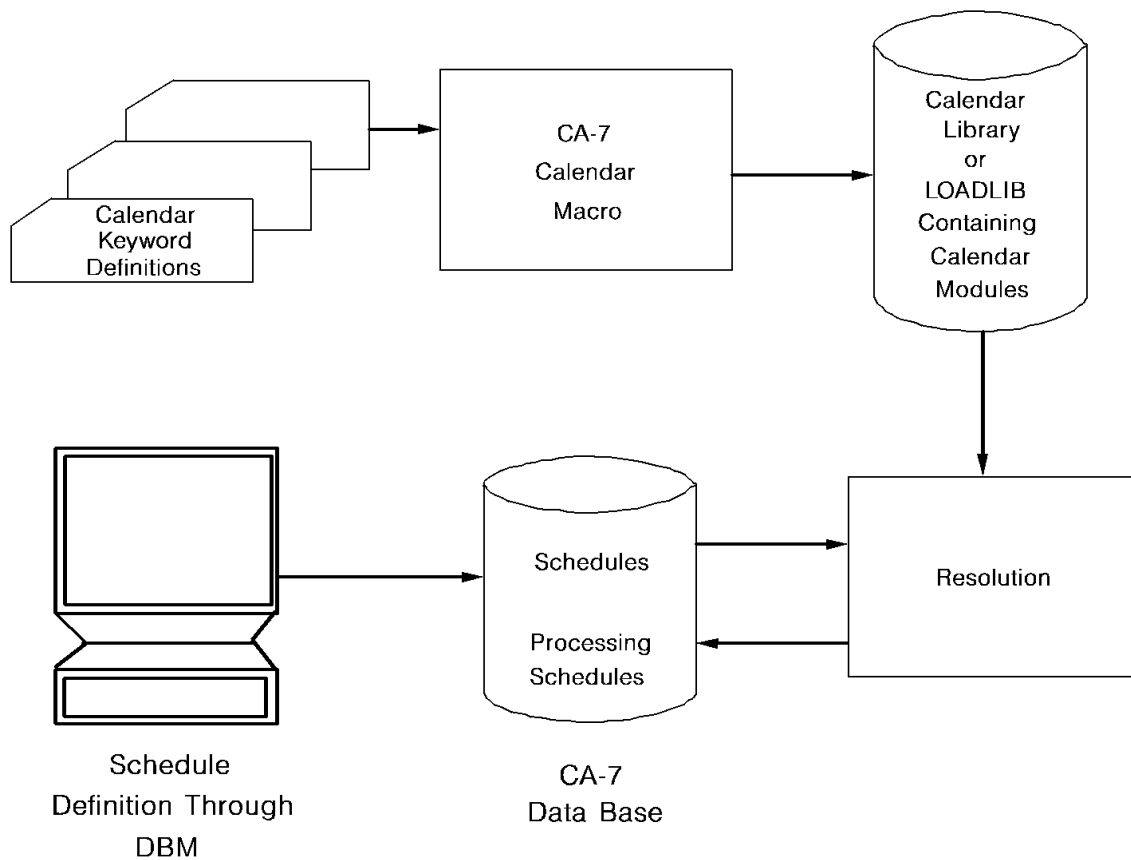 Calendar
Keyword
Definitions
CA-7
Calendar
Macro
Calendar
Library
or
LOADLIB
Containing
Calendar
Modules
Schedules
Processing
Schedules
Resolution
Schedule
Definition Through
DBM
CA-7
Data Base